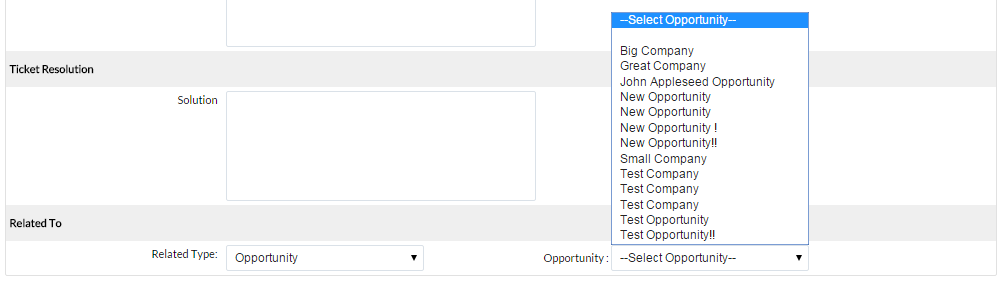 --Select Opportunity--
Big Company
Great Company
John Appleseed Opportunity
New Opportunity
New Opportunity
New Opportunity !
New Opportunity!!
Small Company
Test Company
Test Company
Test Company
Test Opportunity
Test Opportunity!!
Ticket Resolution
Solution
Related To
Related Type: Opportunity
Opportunity : --Select Opportunity--